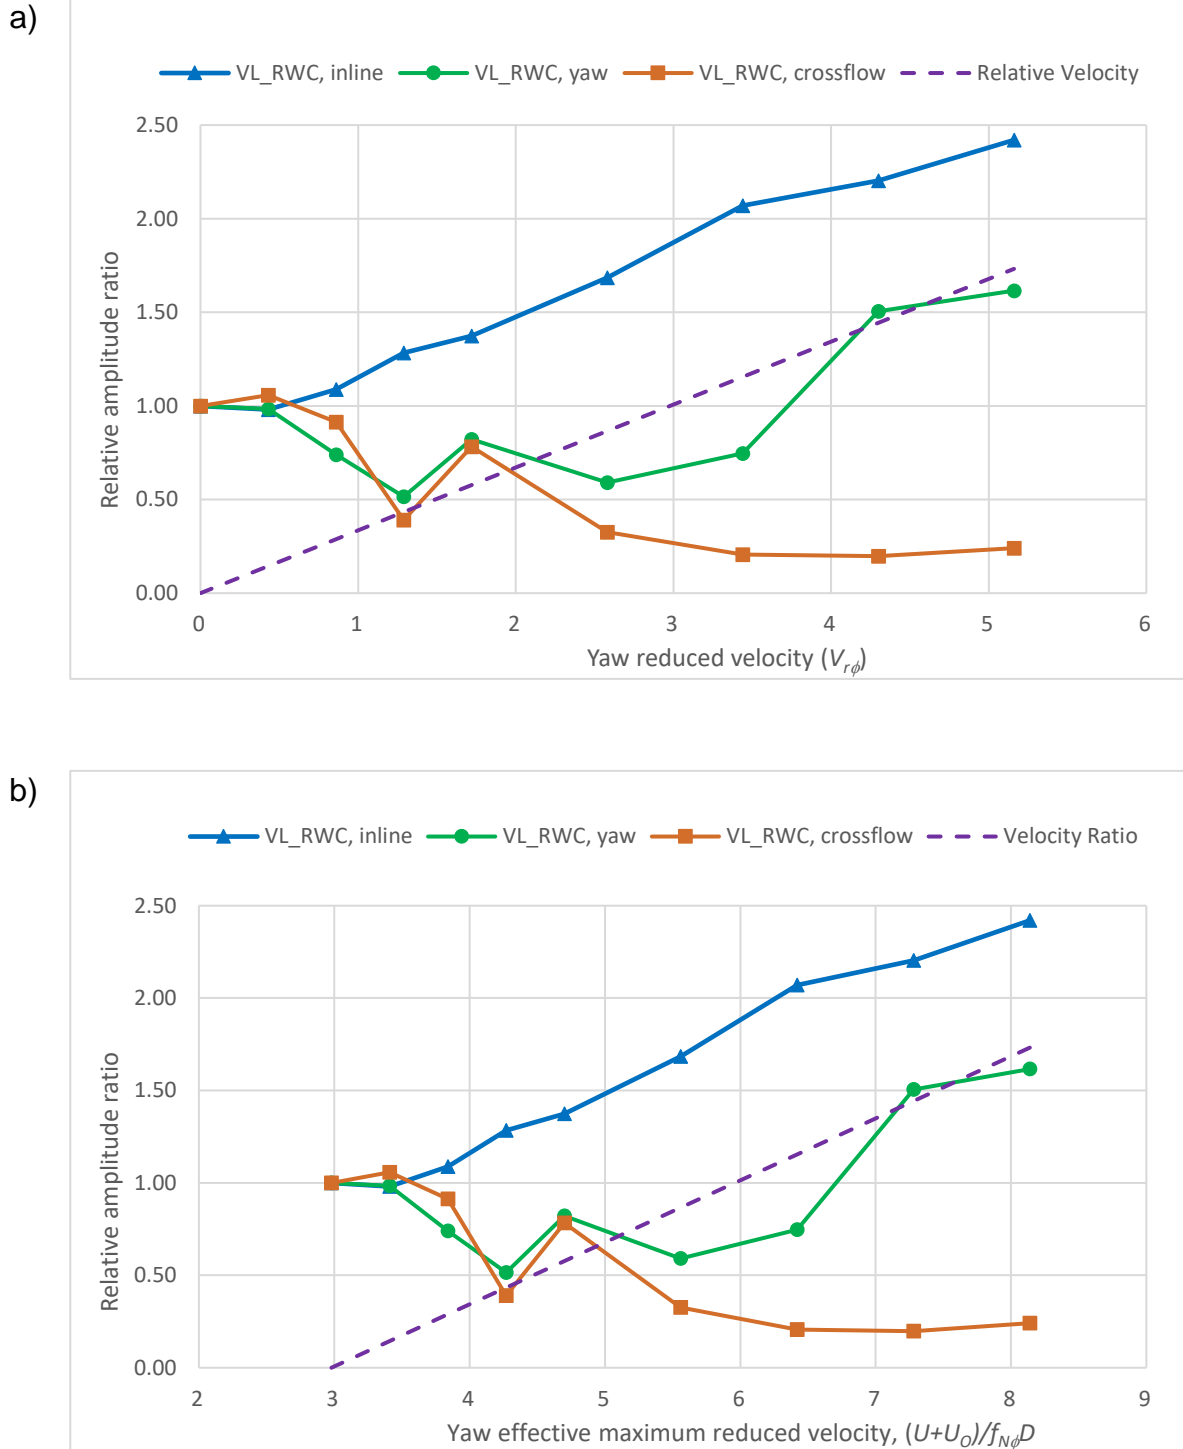 a)
VL_RWC, inline VL_RWC, yaw VL_RWC, crossflow Relative Velocity
2.50
2.00
1.50
1.00
0.50
0.00
Relative amplitude ratio
0 1 2 3 4 5 6
Yaw reduced velocity (Vrϕ)
b)
VL_RWC, inline VL_RWC, yaw VL_RWC, crossflow Velocity Ratio
2.50
2.00
1.50
1.00
0.50
0.00
Relative amplitude ratio
2 3 4 5 6 7 8 9
Yaw effective maximum reduced velocity, (U+UO)/fNϕD